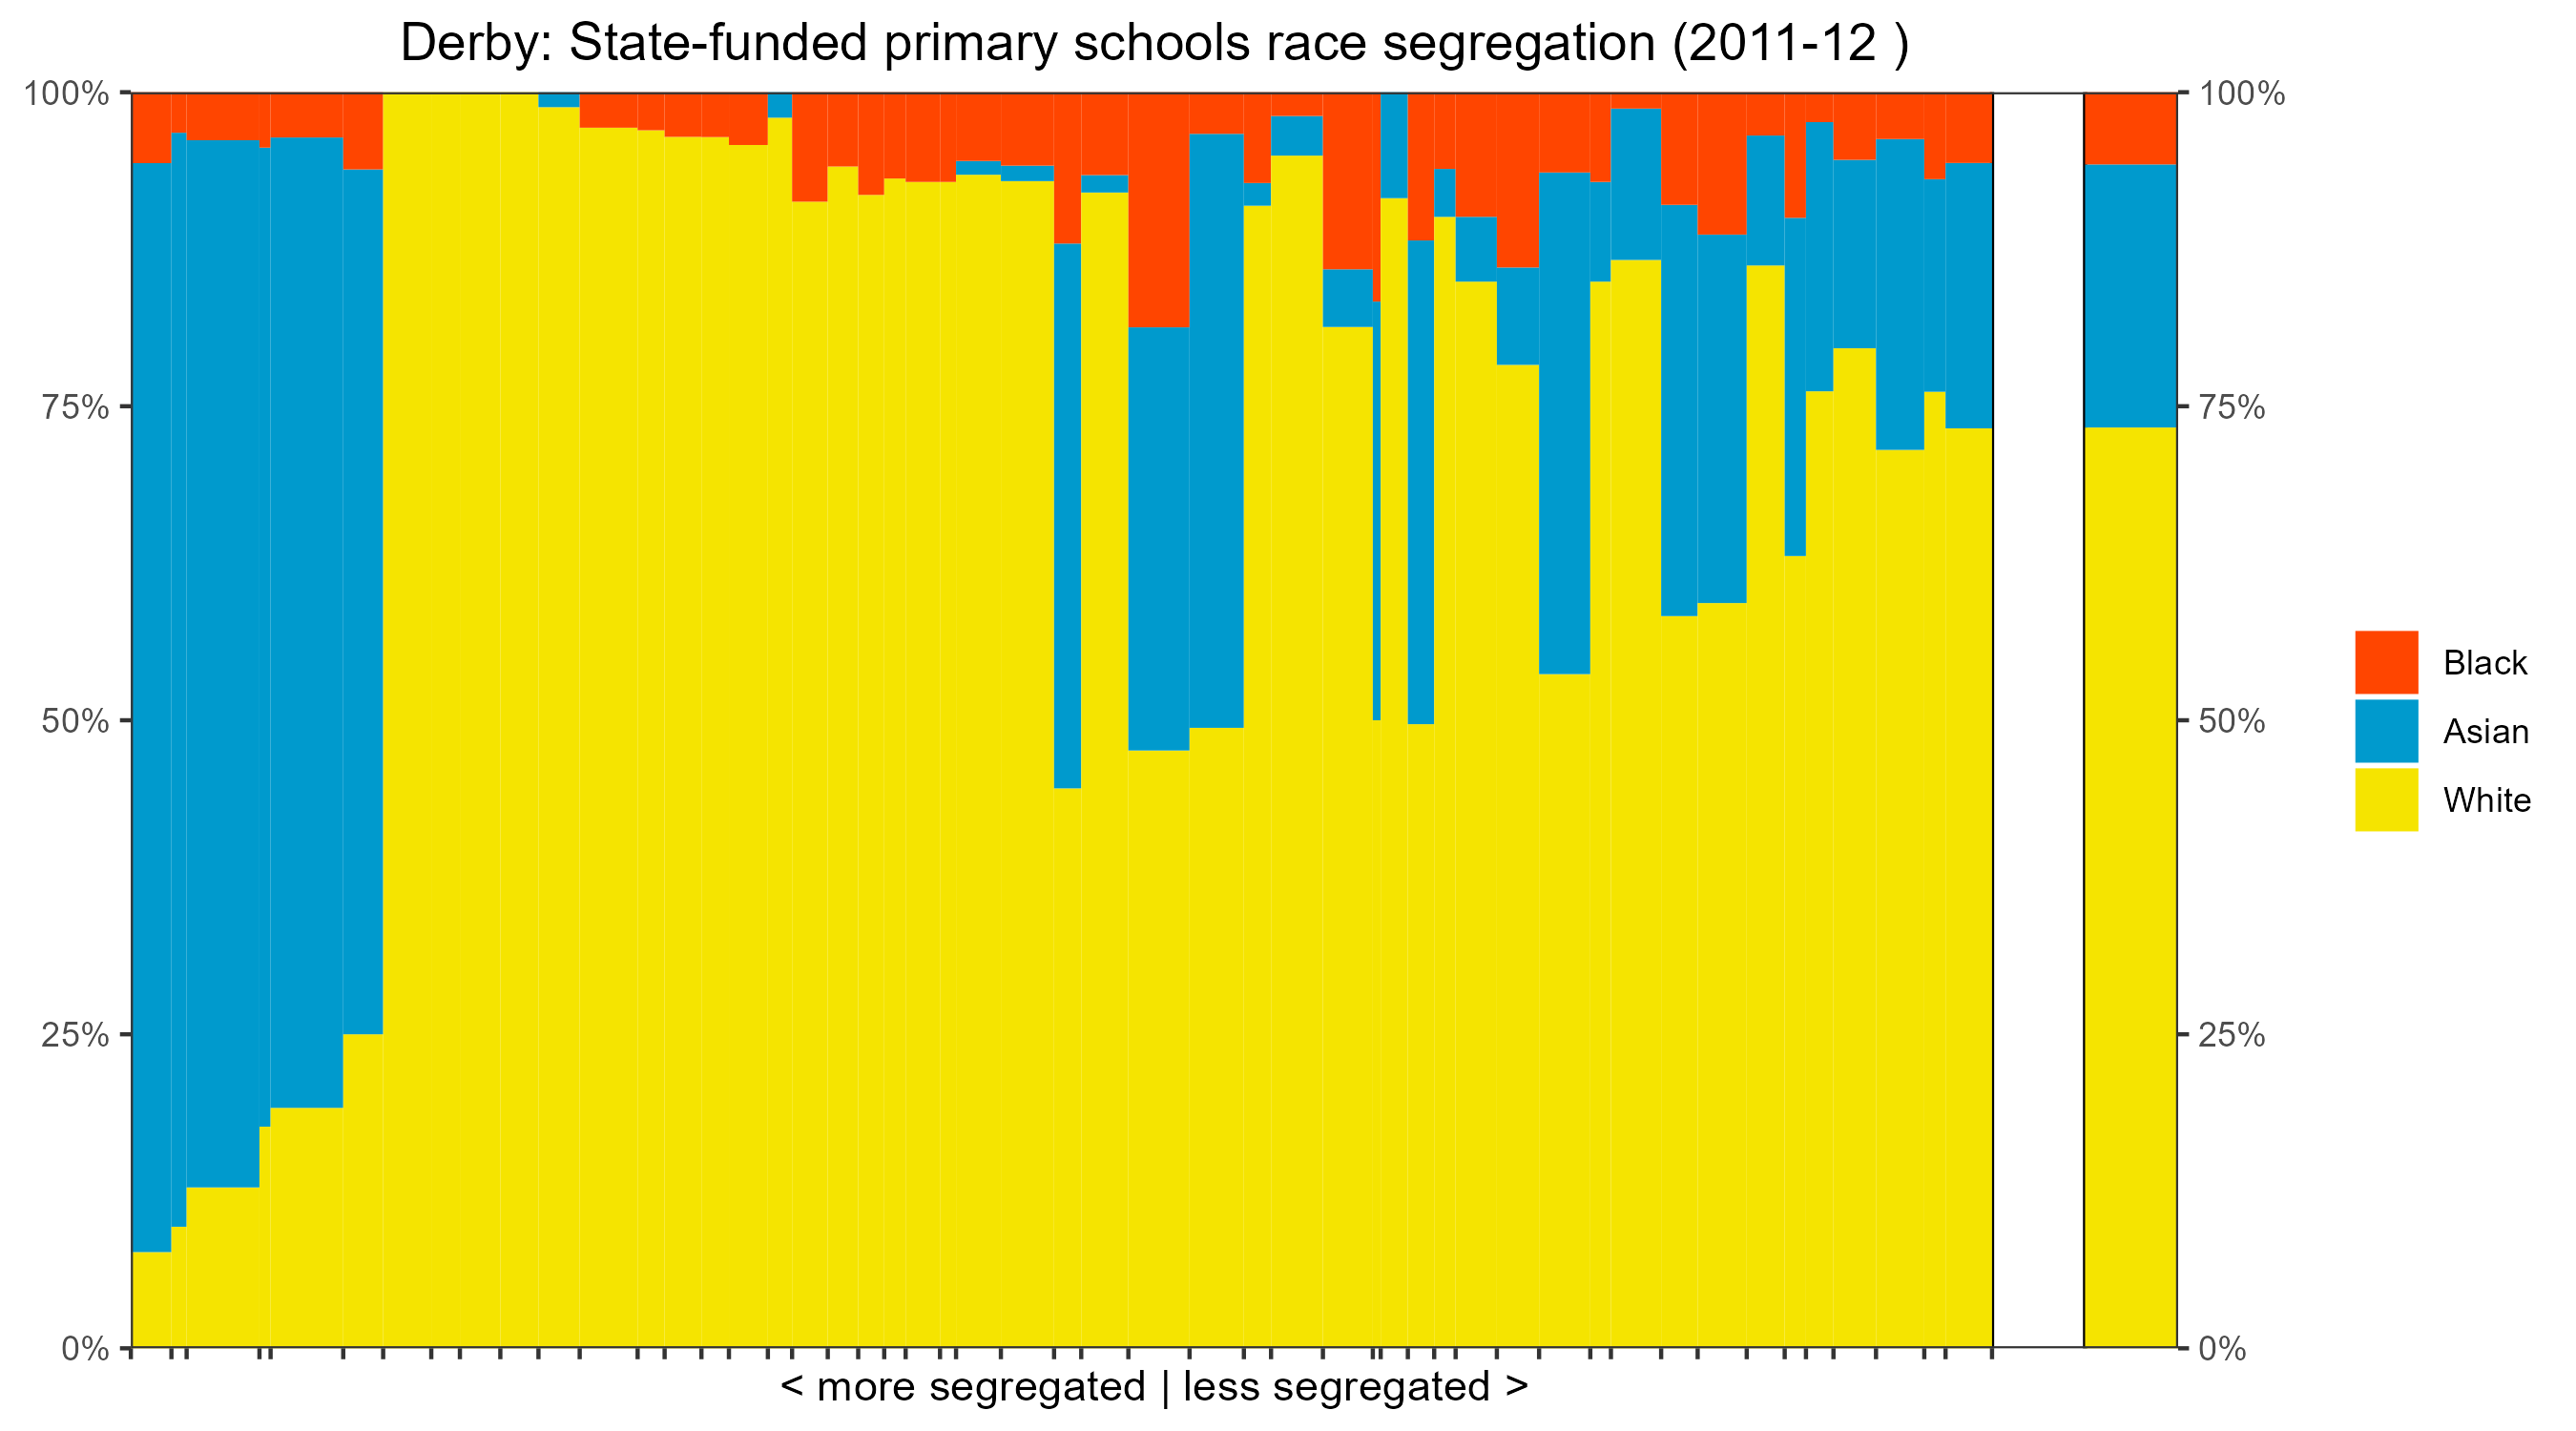 Derby: State-funded primary schools race segregation (2011-12 )
100%
75%
50%
25%
0%
100%
75%
50%
25%
0%
Black
Asian
White
< more segregated | less segregated >